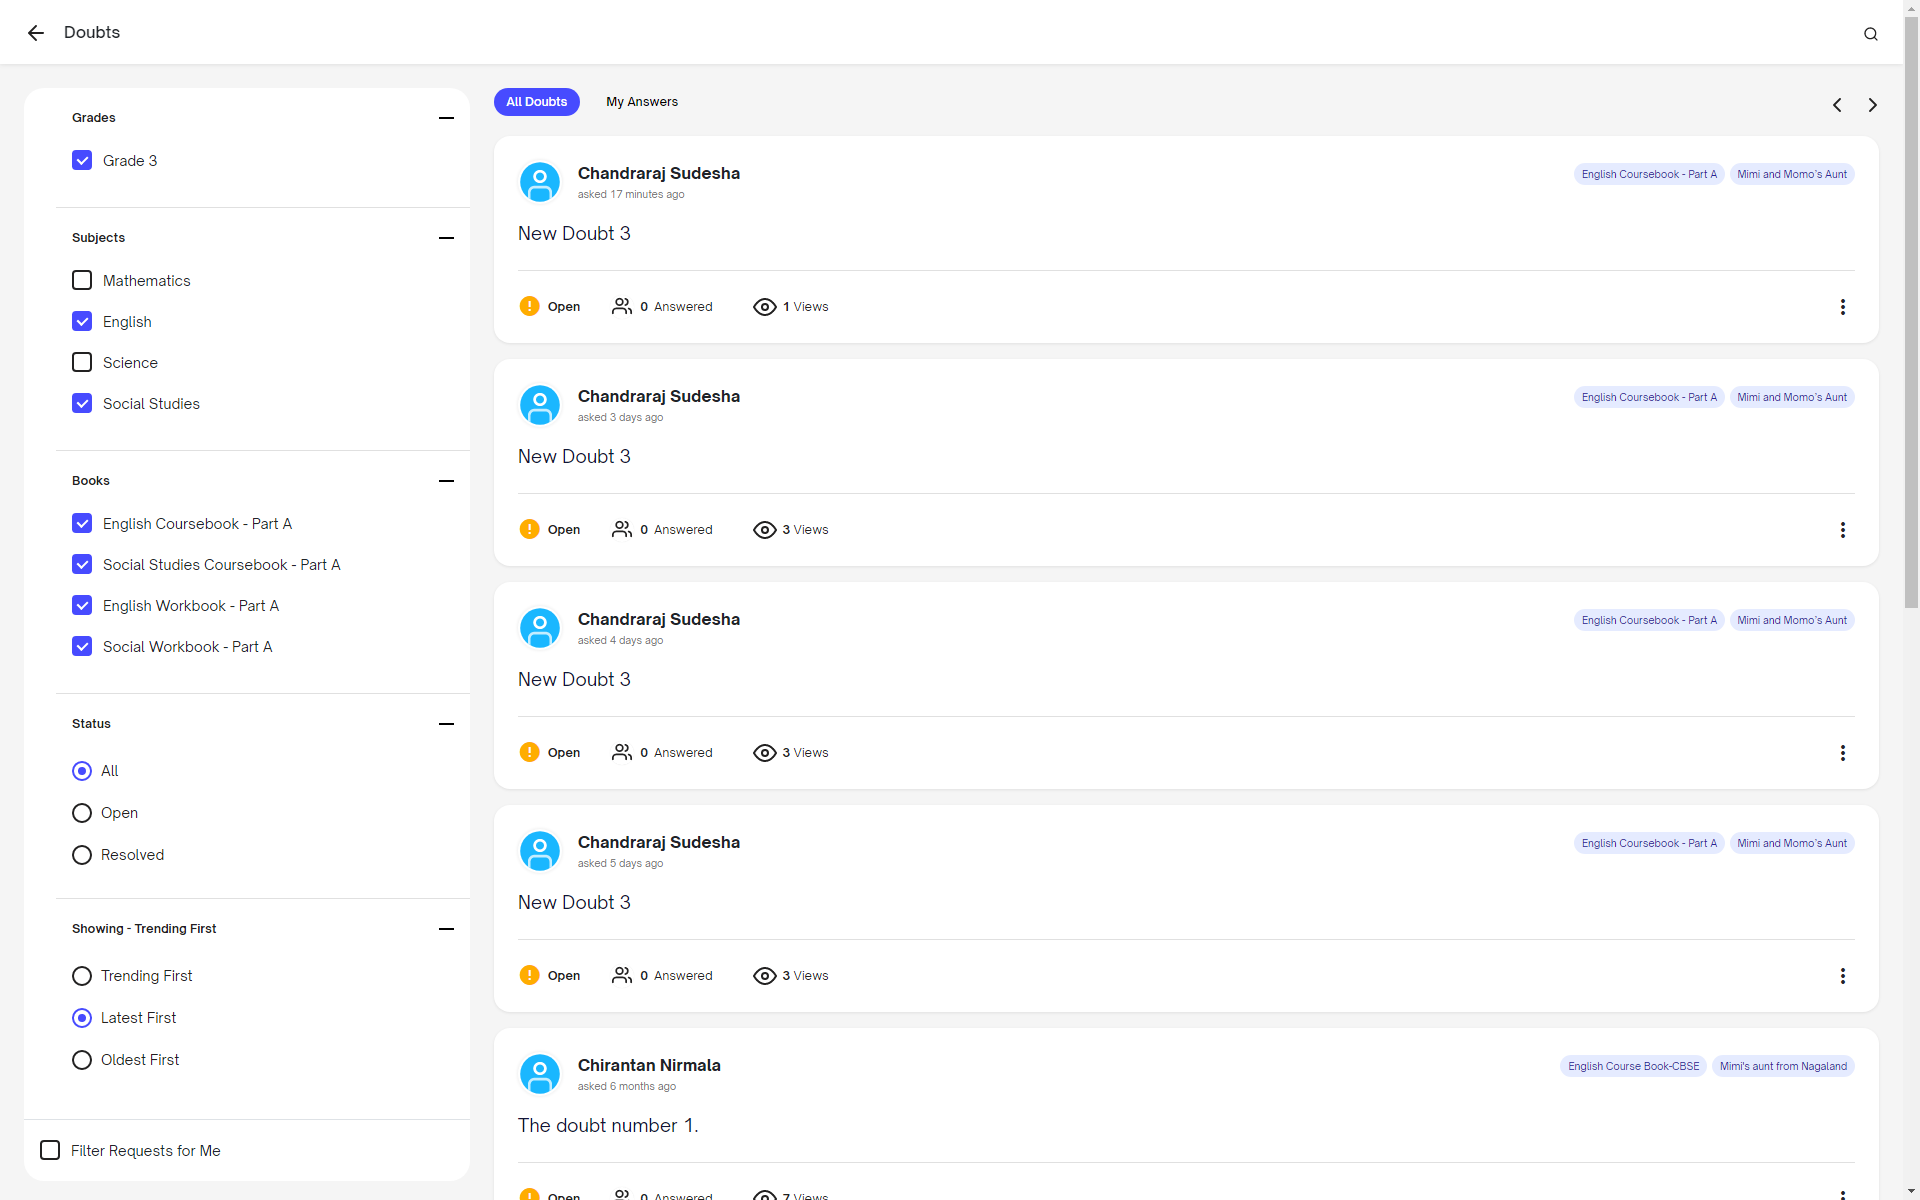 Doubts
Grades
Grade 3
Subjects
Mathematics
English
Science
Social Studies
Books
English Coursebook - Part A
Social Studies Coursebook - Part A
English Workbook - Part A
Social Workbook - Part A
Status
All
Open
Resolved
Showing - Trending First
Trending First
Latest First
Oldest First
Filter Requests for Me
All Doubts My Answers
Chandraraj Sudesha English Coursebook - Part A Mimi and Momo's Aunt
asked 17 minutes ago
New Doubt 3
Open 0 Answered 1 Views
Chandraraj Sudesha English Coursebook - Part A Mimi and Momo's Aunt
asked 3 days ago
New Doubt 3
Open 0 Answered 3 Views
Chandraraj Sudesha English Coursebook - Part A Mimi and Momo's Aunt
asked 4 days ago
New Doubt 3
Open 0 Answered 3 Views
Chandraraj Sudesha English Coursebook - Part A Mimi and Momo's Aunt
asked 5 days ago
New Doubt 3
Open 0 Answered 3 Views
Chirantan Nirmala English Course Book-CBSE Mimi's aunt from Nagaland
asked 6 months ago
The doubt number 1.
Open 0 Answered 7 Views